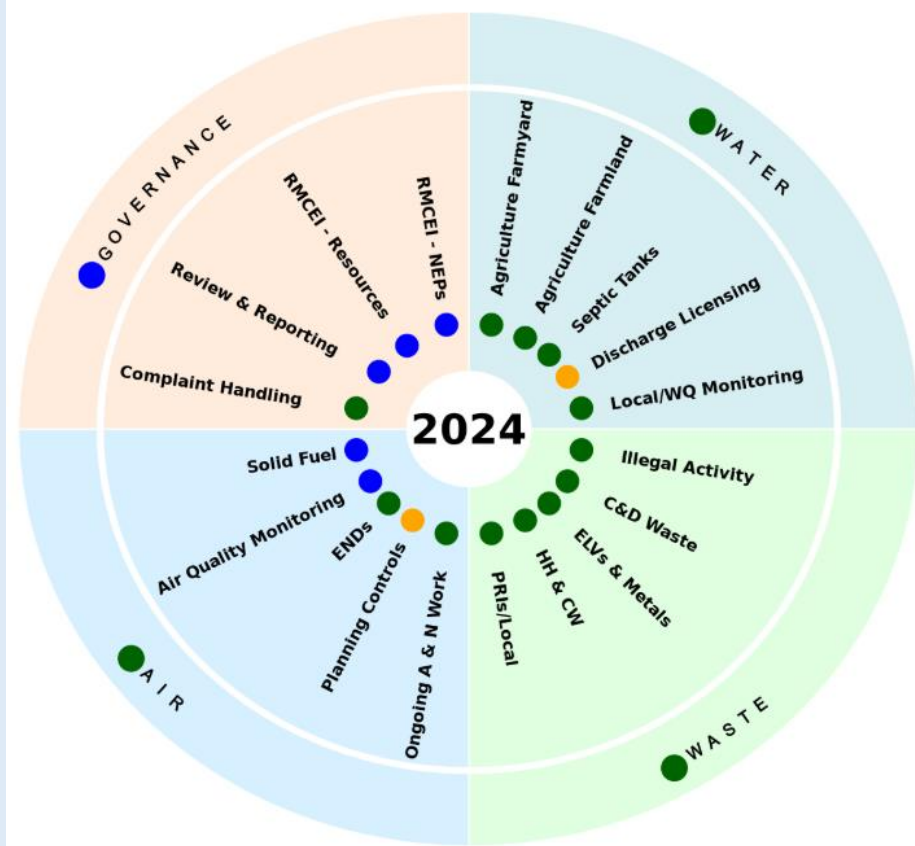 GOVERNANCE
RMCEI - NEPs
RMCEI - Resources
Review & Reporting
Complaint Handling
WATER
Agriculture Farmyard
Agriculture Farmland
Septic Tanks
Discharge Licensing
Local/WQ Monitoring
2024
Solid Fuel
Air Quality Monitoring
ENDs
Planning Controls
Ongoing A & N Work
AIR
Illegal Activity
C&D Waste
ELVs & Metals
HH & CW
PRIs/Local
WASTE